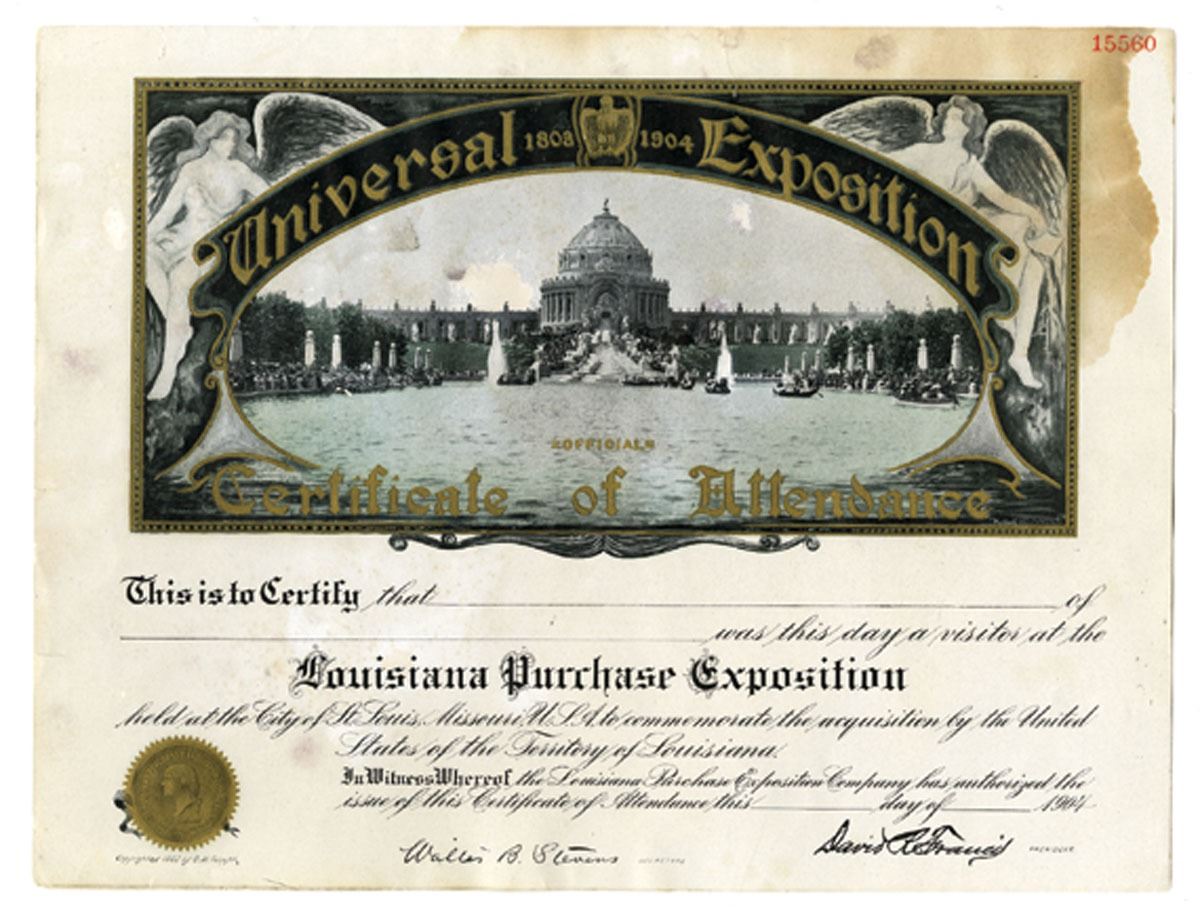 15560
Universal 1803 1904 Exposition
OFFICIAL
Certificate of Attendance
This is to Certify that of
was this day a visitor at the
Louisiana Purchase Exposition
held at the City of St. Louis, Missouri, U.S.A. to commemorate the acquisition by the United
States of the Territory of Louisiana.
In Witness Whereof the Louisiana Purchase Exposition Company has authorized the
issue of this Certificate of Attendance this day of 1904
Walter B. Stevens SECRETARY
David R. Francis PRESIDENT